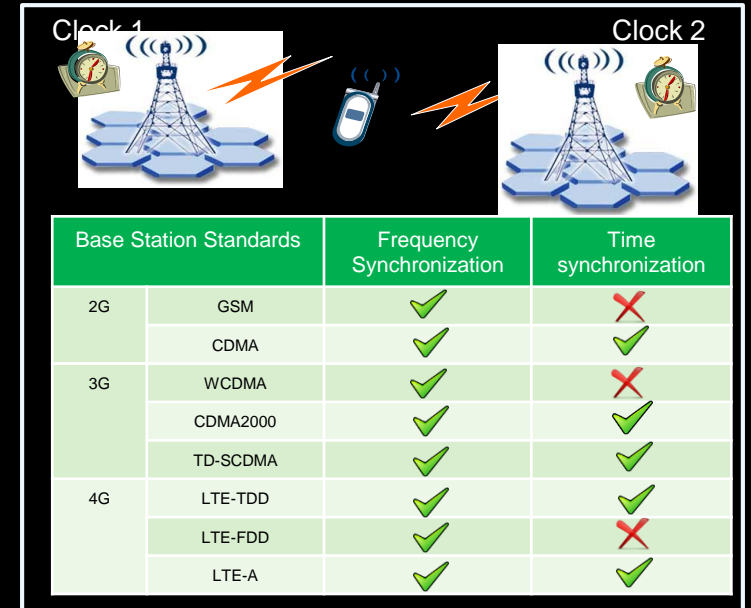 Clock 1
Clock 2
Base Station Standards
Frequency
Synchronization
Time
synchronization
2G
GSM
CDMA
3G
WCDMA
CDMA2000
TD-SCDMA
4G
LTE-TDD
LTE-FDD
LTE-A